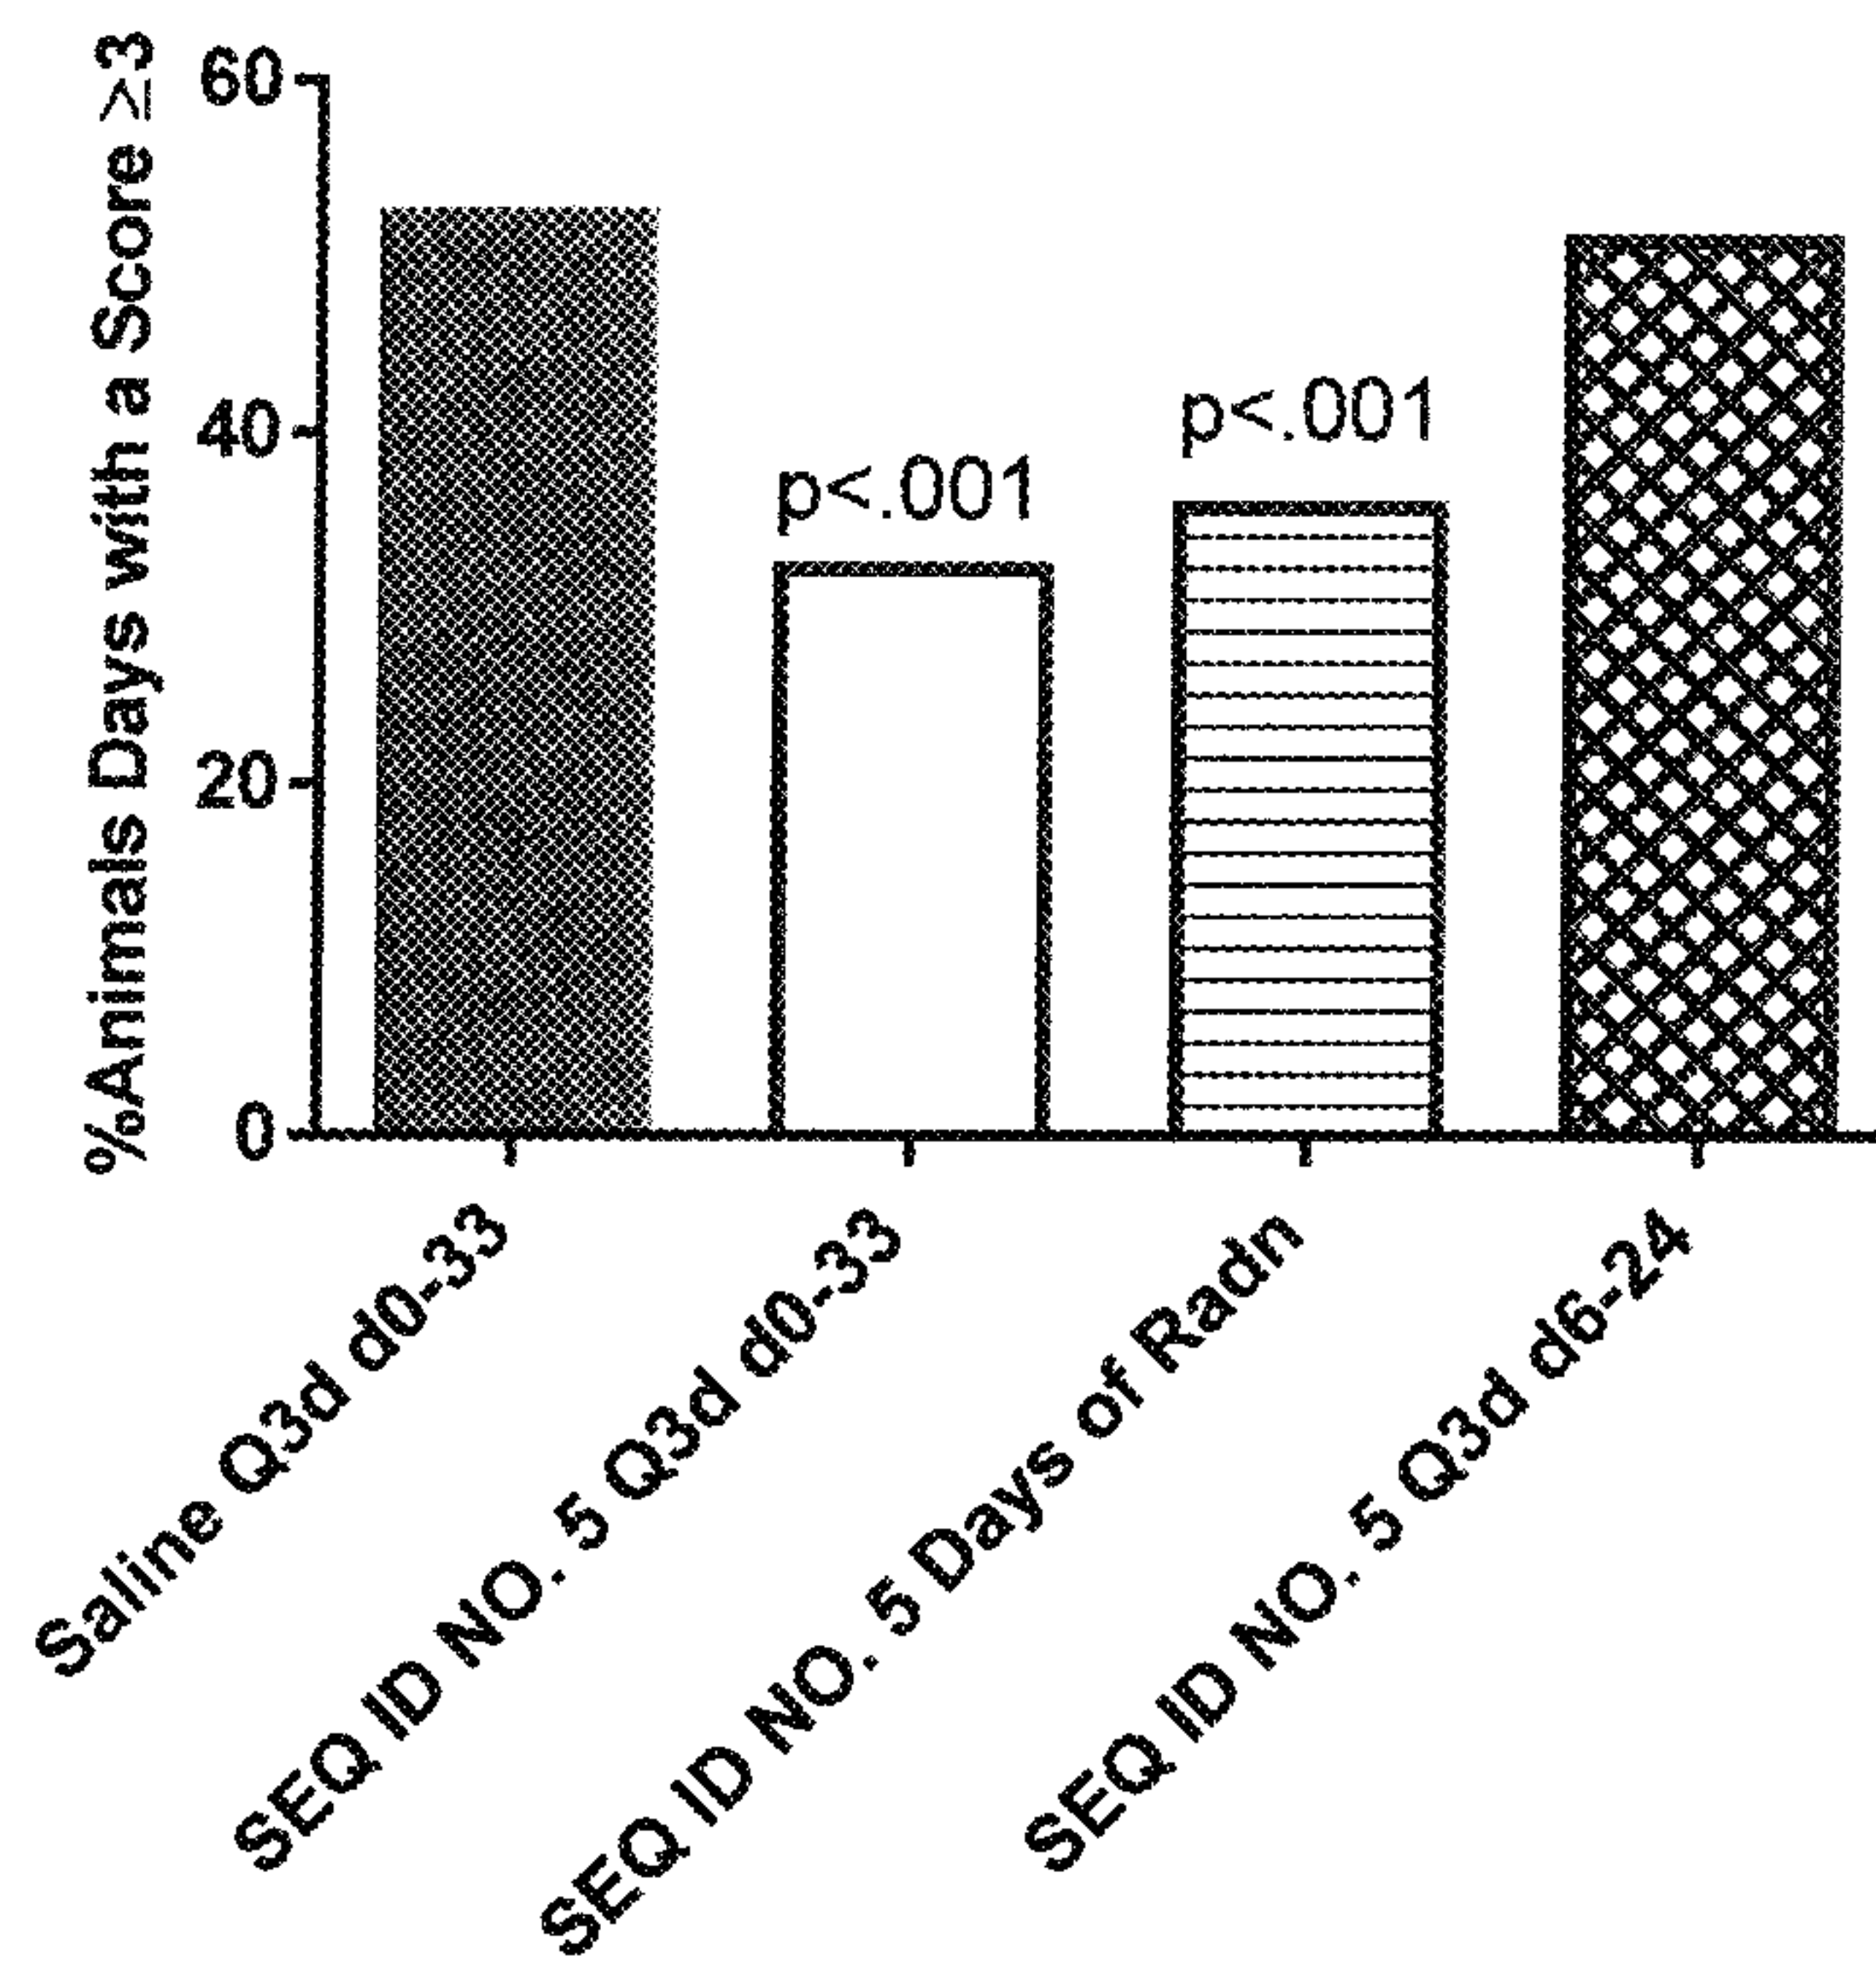 %Animals Days with a Score ≥3
60
40
20
0
p<.001
p<.001
Saline Q3d d0-33
SEQ ID NO. 5 Q3d d0-33
SEQ ID NO. 5 Days of Radn
SEQ ID NO. 5 Q3d d6-24